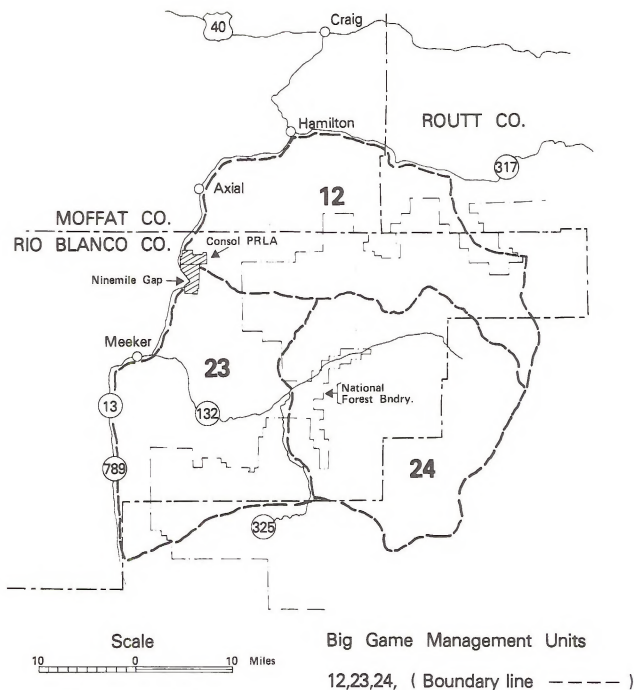 40
Craig
Hamilton
ROUTT CO.
317
Axial
12
MOFFAT CO.
RIO BLANCO CO.
Consol PRLA
Ninemile Gap
Meeker
23
13
132
National
Forest Bndry.
789
24
325
Scale
10 0 10 Miles
Big Game Management Units
12,23,24, ( Boundary line ---- )